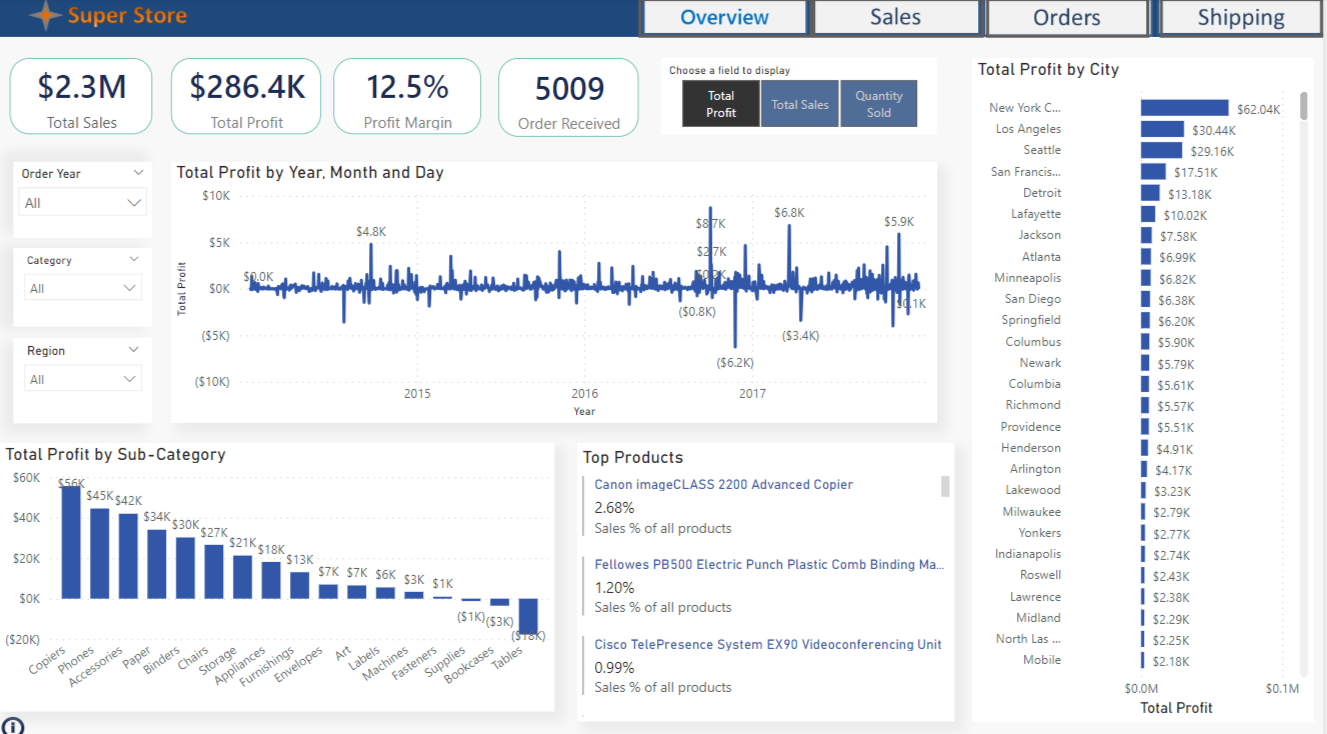 Super Store
Overview
Sales
Orders
Shipping
$2.3M
Total Sales
$286.4K
Total Profit
12.5%
Profit Margin
5009
Order Received
Choose a field to display
Total Profit
Total Sales
Quantity Sold
Order Year
All
Category
All
Region
All
Total Profit by Year, Month and Day
Total Profit
$10K
$5K
$0K
($5K)
($10K)
$0.0K
$4.8K
$8.7K
$2.7K
$0.2K
($0.8K)
($6.2K)
$6.8K
($3.4K)
$5.9K
$0.1K
2015
2016
2017
Year
Total Profit by City
New York C... $62.04K
Los Angeles $30.44K
Seattle $29.16K
San Francis... $17.51K
Detroit $13.18K
Lafayette $10.02K
Jackson $7.58K
Atlanta $6.99K
Minneapolis $6.82K
San Diego $6.38K
Springfield $6.20K
Columbus $5.90K
Newark $5.79K
Columbia $5.61K
Richmond $5.57K
Providence $5.51K
Henderson $4.91K
Arlington $4.17K
Lakewood $3.23K
Milwaukee $2.79K
Yonkers $2.77K
Indianapolis $2.74K
Roswell $2.43K
Lawrence $2.38K
Midland $2.29K
North Las ... $2.25K
Mobile $2.18K
$0.0M $0.1M
Total Profit
Total Profit by Sub-Category
$60K
$40K
$20K
$0K
($20K)
$56K
$45K
$42K
$34K
$30K
$27K
$21K
$18K
$13K
$7K
$7K
$6K
$3K
$1K
($1K)
($3K)
($18K)
Copiers
Phones
Accessories
Paper
Binders
Chairs
Storage
Appliances
Furnishings
Envelopes
Art
Labels
Machines
Fasteners
Supplies
Bookcases
Tables
Top Products
Canon imageCLASS 2200 Advanced Copier
2.68%
Sales % of all products
Fellowes PB500 Electric Punch Plastic Comb Binding Ma...
1.20%
Sales % of all products
Cisco TelePresence System EX90 Videoconferencing Unit
0.99%
Sales % of all products